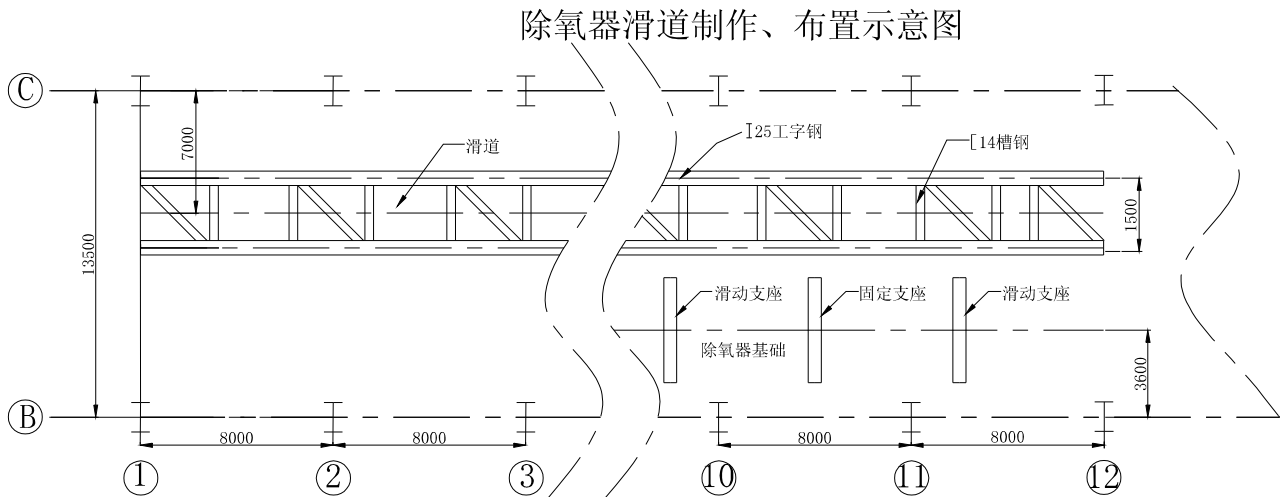 除氧器滑道制作、布置示意图
C
7000
滑道
I25工字钢
[14槽钢
1500
13500
滑动支座
固定支座
滑动支座
除氧器基础
3600
B
8000
8000
8000
8000
1
2
3
10
11
12